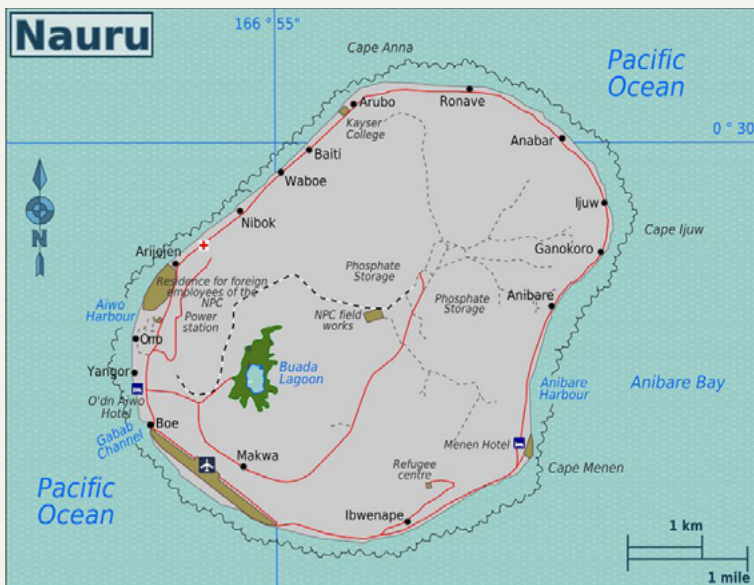 Nauru
166 ° 55"
Cape Anna
Pacific
Ocean
Arubo
Ronave
Kayser
College
0 ° 30
Anabar
Baiti
Waboe
Ijuw
Nibok
Cape Ijuw
Arijejen
Ganokoro
Phosphate
Storage
Residence for foreign
employees of the
NPC
Aiwo
Harbour
Power
station
Phosphate
Storage
Anibare
NPC field
works
Orro
Yangor
Buada
Lagoon
Anibare
Harbour
Anibare Bay
O'dn Aiwo
Hotel
Gabab
Channel
Boe
Menen Hotel
Makwa
Refugee
centre
Cape Menen
Pacific
Ocean
Ibwenape
1 km
1 mile
N